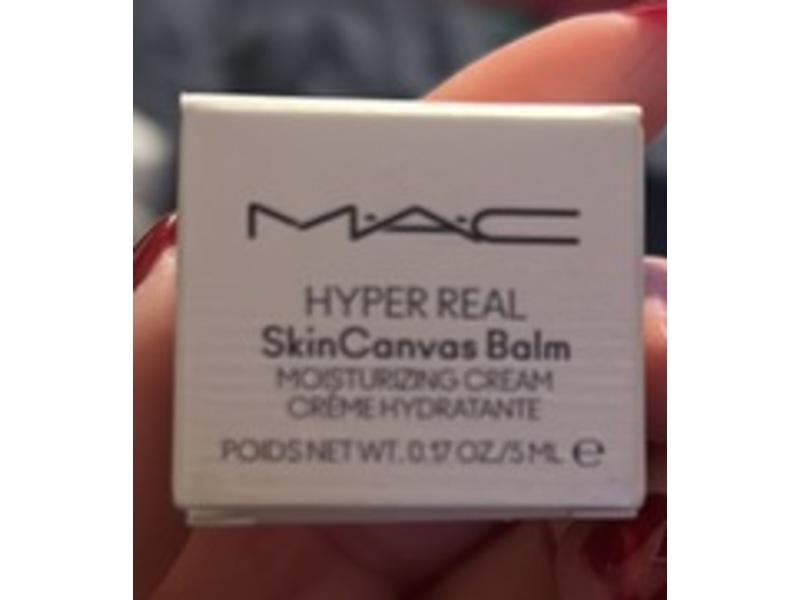 M·A·C
HYPER REAL
SkinCanvas Balm
MOISTURIZING CREAM
CRÈME HYDRATANTE
POIDS NET WT. 0.17 OZ./5 ML ℮